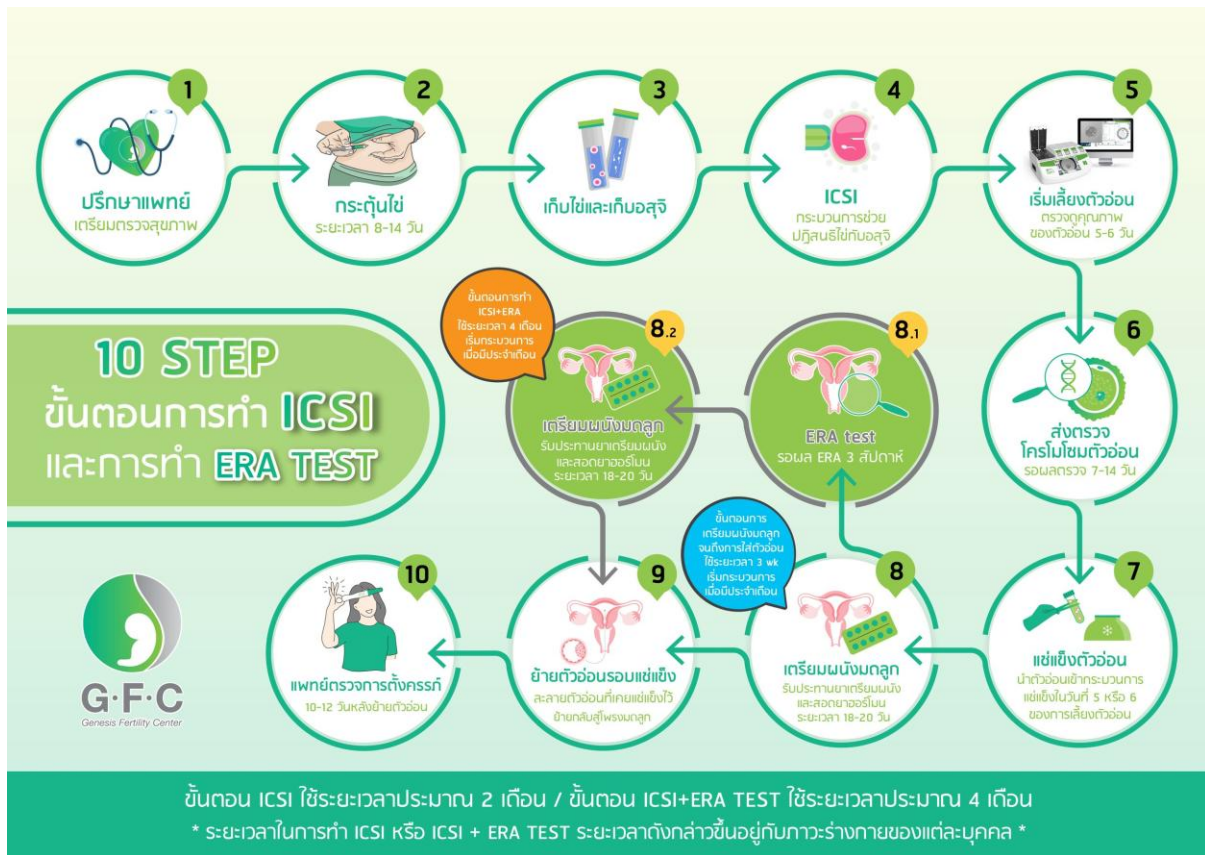 1
ปรึกษาแพทย์
เตรียมตรวจสุขภาพ
2
กระตุ้นไข่
ระยะเวลา 8-14 วัน
3
เก็บไข่และเก็บอสุจิ
4
ICSI
กระบวนการช่วย
ปฏิสนธิไข่กับอสุจิ
5
เริ่มเลี้ยงตัวอ่อน
ตรวจดูคุณภาพ
ของตัวอ่อน 5-6 วัน
10 STEP
ขั้นตอนการทำ ICSI
และการทำ ERA TEST
ขั้นตอนการทำ
ICSI+ERA
ใช้ระยะเวลา 4 เดือน
เริ่มกระบวนการ
เมื่อมีประจำเดือน
8.2
เตรียมผนังมดลูก
รับประทานยาเตรียมผนัง
และสอดยาฮอร์โมน
ระยะเวลา 18-20 วัน
8.1
ERA test
รอผล ERA 3 สัปดาห์
6
ส่งตรวจ
โครโมโซมตัวอ่อน
รอผลตรวจ 7-14 วัน
7
แช่แข็งตัวอ่อน
นำตัวอ่อนเข้ากระบวนการ
แช่แข็งในวันที่ 5 หรือ 6
ของการเลี้ยงตัวอ่อน
ขั้นตอนการ
เตรียมผนังมดลูก
จนถึงการใส่ตัวอ่อน
ใช้ระยะเวลา 3 wk
เริ่มกระบวนการ
เมื่อมีประจำเดือน
8
เตรียมผนังมดลูก
รับประทานยาเตรียมผนัง
และสอดยาฮอร์โมน
ระยะเวลา 18-20 วัน
9
ย้ายตัวอ่อนรอบแช่แข็ง
ละลายตัวอ่อนที่เคยแช่แข็งไว้
ย้ายกลับสู่โพรงมดลูก
10
แพทย์ตรวจการตั้งครรภ์
10-12 วันหลังย้ายตัวอ่อน
G·F·C
Genesis Fertility Center
ขั้นตอน ICSI ใช้ระยะเวลาประมาณ 2 เดือน / ขั้นตอน ICSI+ERA TEST ใช้ระยะเวลาประมาณ 4 เดือน
* ระยะเวลาในการทำ ICSI หรือ ICSI + ERA TEST ระยะเวลาดังกล่าวขึ้นอยู่กับภาวะร่างกายของแต่ละบุคคล *